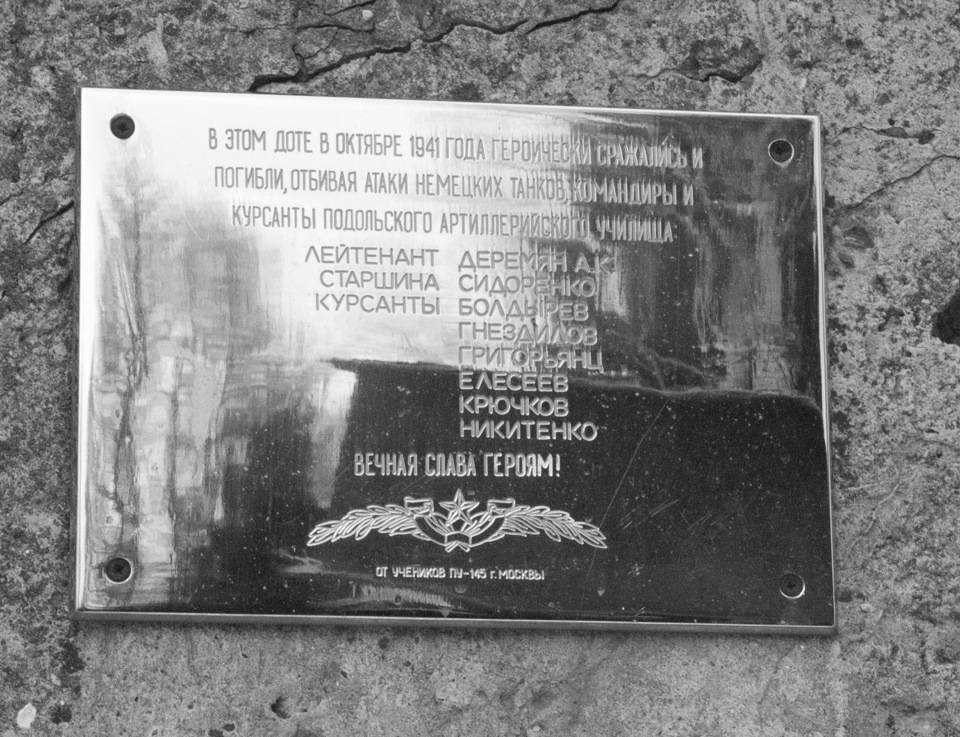 В ЭТОМ ДОТЕ В ОКТЯБРЕ 1941 ГОДА ГЕРОИЧЕСКИ СРАЖАЛИСЬ И
ПОГИБЛИ, ОТБИВАЯ АТАКИ НЕМЕЦКИХ ТАНКОВ, КОМАНДИРЫ И
КУРСАНТЫ ПОДОЛЬСКОГО АРТИЛЛЕРИЙСКОГО УЧИЛИЩА:
ЛЕЙТЕНАНТ ДЕРЕМЯН А.К.
СТАРШИНА СИДОРЕНКО
КУРСАНТЫ БОЛДЫРЕВ
ГНЕЗДИЛОВ
ГРИГОРЬЯНЦ
ЕЛЕСЕЕВ
КРЮЧКОВ
НИКИТЕНКО
ВЕЧНАЯ СЛАВА ГЕРОЯМ!
ОТ УЧЕНИКОВ ПУ-145 г. МОСКВЫ